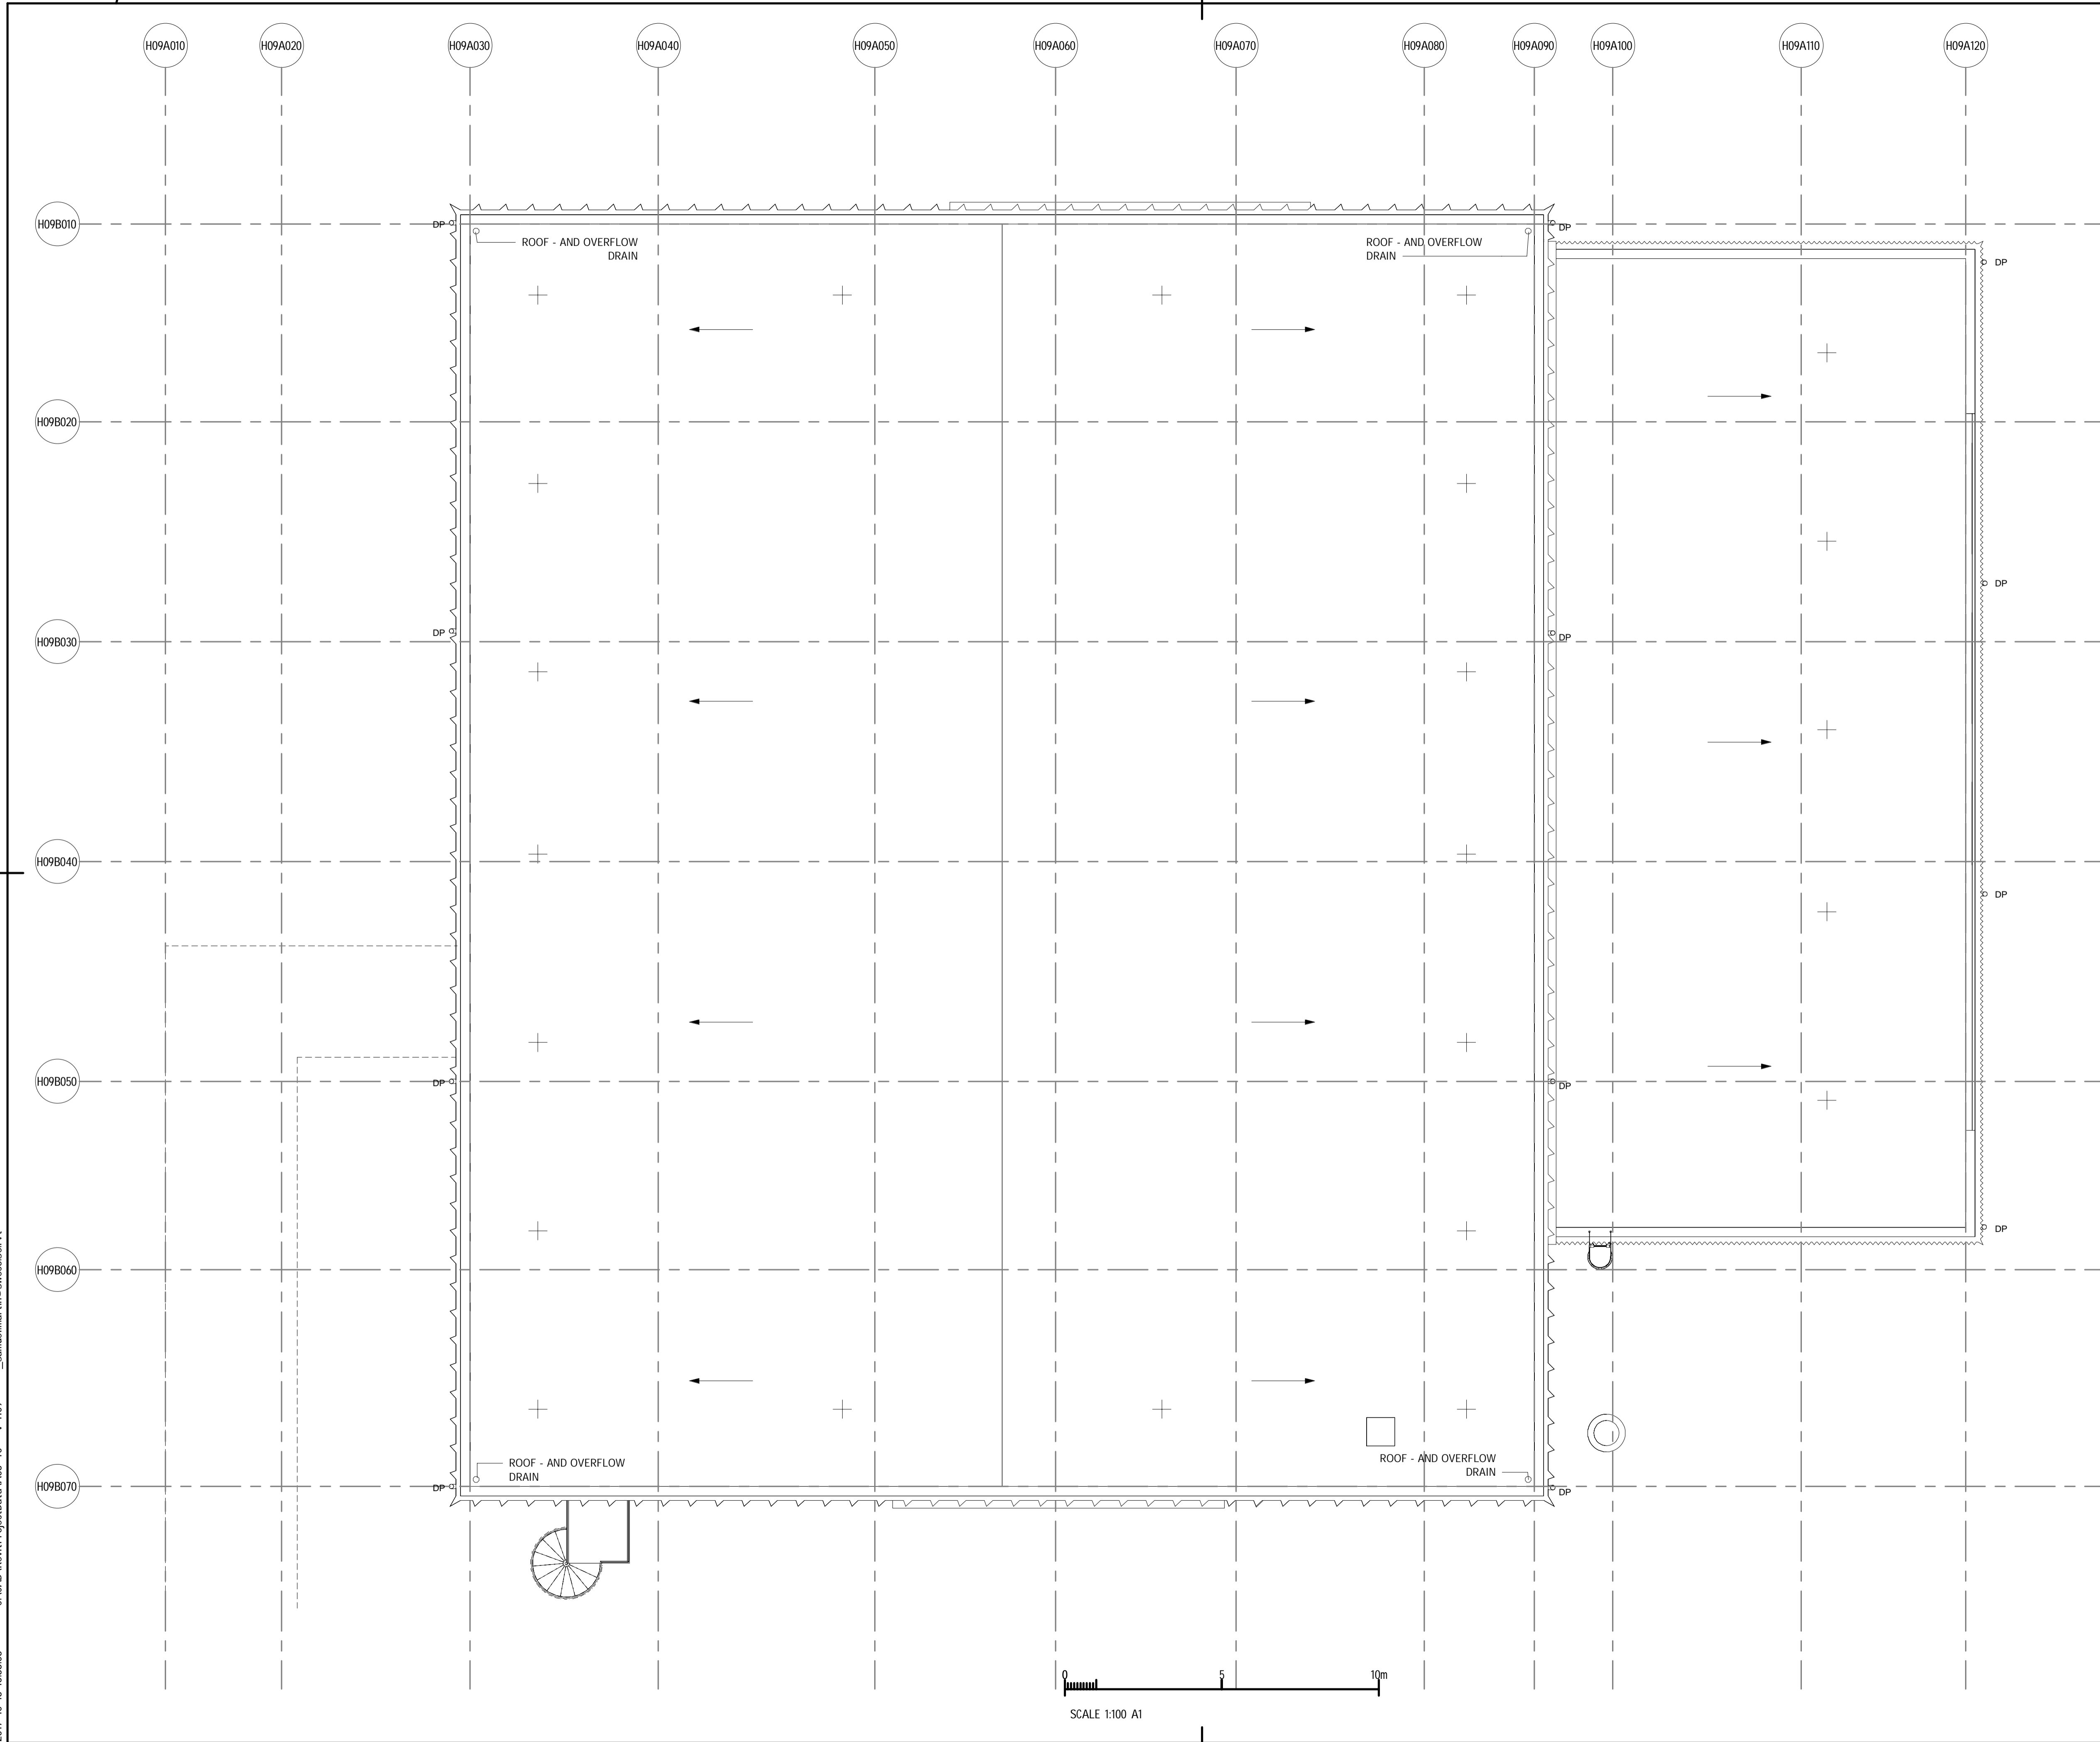 H09A010 H09A020 H09A030 H09A040 H09A050 H09A060 H09A070 H09A080 H09A090 H09A100 H09A110 H09A120
H09B010
DP
DP
ROOF - AND OVERFLOW
DRAIN
ROOF - AND OVERFLOW
DRAIN
DP
H09B020
DP
H09B030
DP
DP
H09B040
DP
H09B050
DP
DP
DP
H09B060
ROOF - AND OVERFLOW
DRAIN
ROOF - AND OVERFLOW
DRAIN
H09B070
DP
DP
0 5 10m
SCALE 1:100 A1